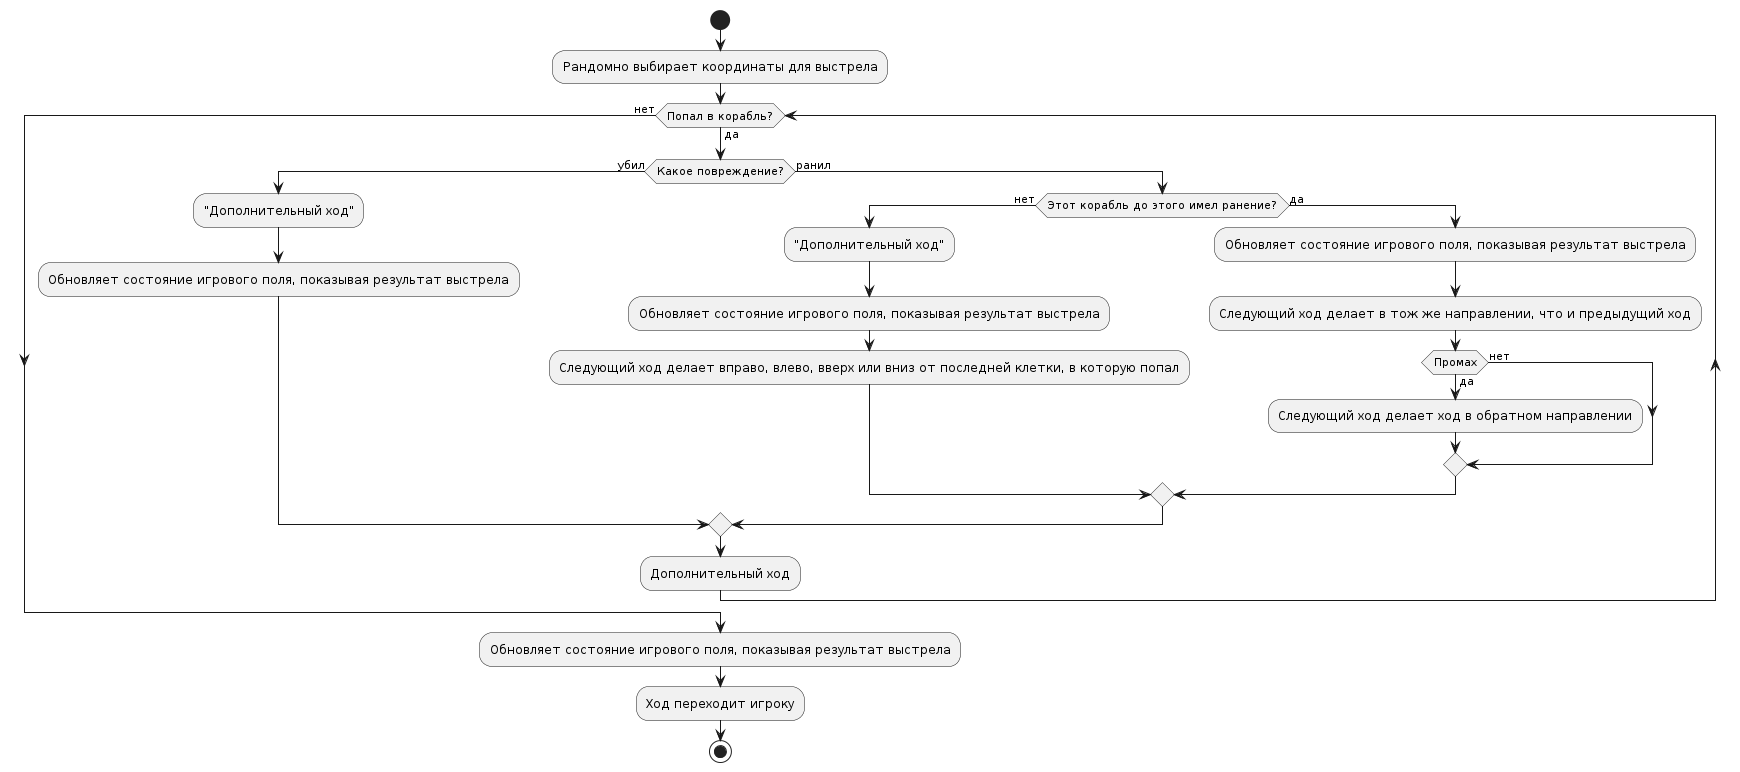 Рандомно выбирает координаты для выстрела
нет
Попал в корабль?
да
убил
Какое повреждение?
ранил
"Дополнительный ход"
Обновляет состояние игрового поля, показывая результат выстрела
нет
Этот корабль до этого имел ранение?
да
"Дополнительный ход"
Обновляет состояние игрового поля, показывая результат выстрела
Следующий ход делает вправо, влево, вверх или вниз от последней клетки, в которую попал
Обновляет состояние игрового поля, показывая результат выстрела
Следующий ход делает в тож же направлении, что и предыдущий ход
Промах
нет
да
Следующий ход делает ход в обратном направлении
Дополнительный ход
Обновляет состояние игрового поля, показывая результат выстрела
Ход переходит игроку